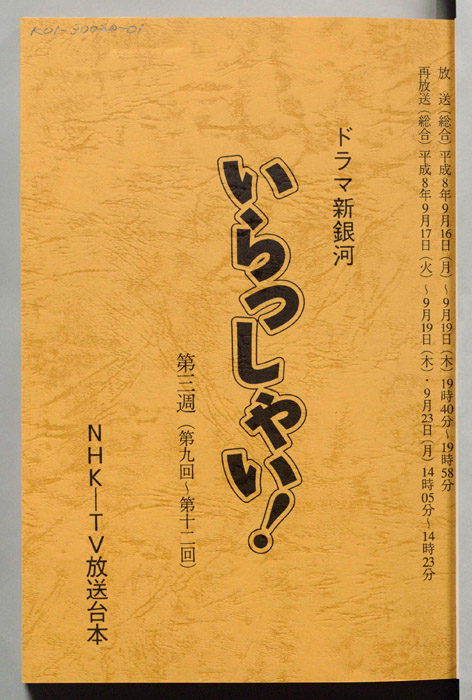 放　送（総合）平成8年9月16日（月）～9月19日（木）19時40分～19時58分
再放送（総合）平成8年9月17日（火）～9月19日（木）・9月23日（月）14時05分～14時23分
ドラマ新銀河
いらっしゃい！
第三週（第九回～第十二回）
NHK―TV放送台本